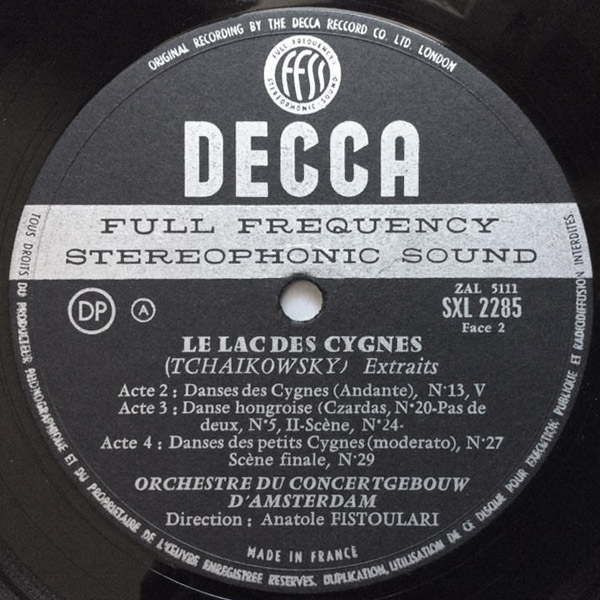 ORIGINAL RECORDING BY THE DECCA RECCORD CO. LTD. LONDON
FULL FREQUENCY
ffss
STEREOPHONIC SOUND
DECCA
FULL FREQUENCY
STEREOPHONIC SOUND
DP
A
ZAL 5111
SXL 2285
Face 2
LE LAC DES CYGNES
(TCHAIKOWSKY) Extraits
Acte 2 : Danses des Cygnes (Andante), N°13, V
Acte 3 : Danse hongroise (Czardas, N°20-Pas de
deux, N°5, II-Scène, N°24-
Acte 4 : Danses des petits Cygnes (moderato), N°27
Scène finale, N°29
ORCHESTRE DU CONCERTGEBOUW
D'AMSTERDAM
Direction : Anatole FISTOULARI
MADE IN FRANCE
TOUS DROITS DU PRODUCTEUR PHONOGRAPHIQUE ET DU PROPRIETAIRE DE L'ŒUVRE ENREGISTREE RESERVES. DUPLICATION, UTILISATION DE CE DISQUE POUR EXECUTION PUBLIQUE ET RADIODIFFUSION INTERDITES.